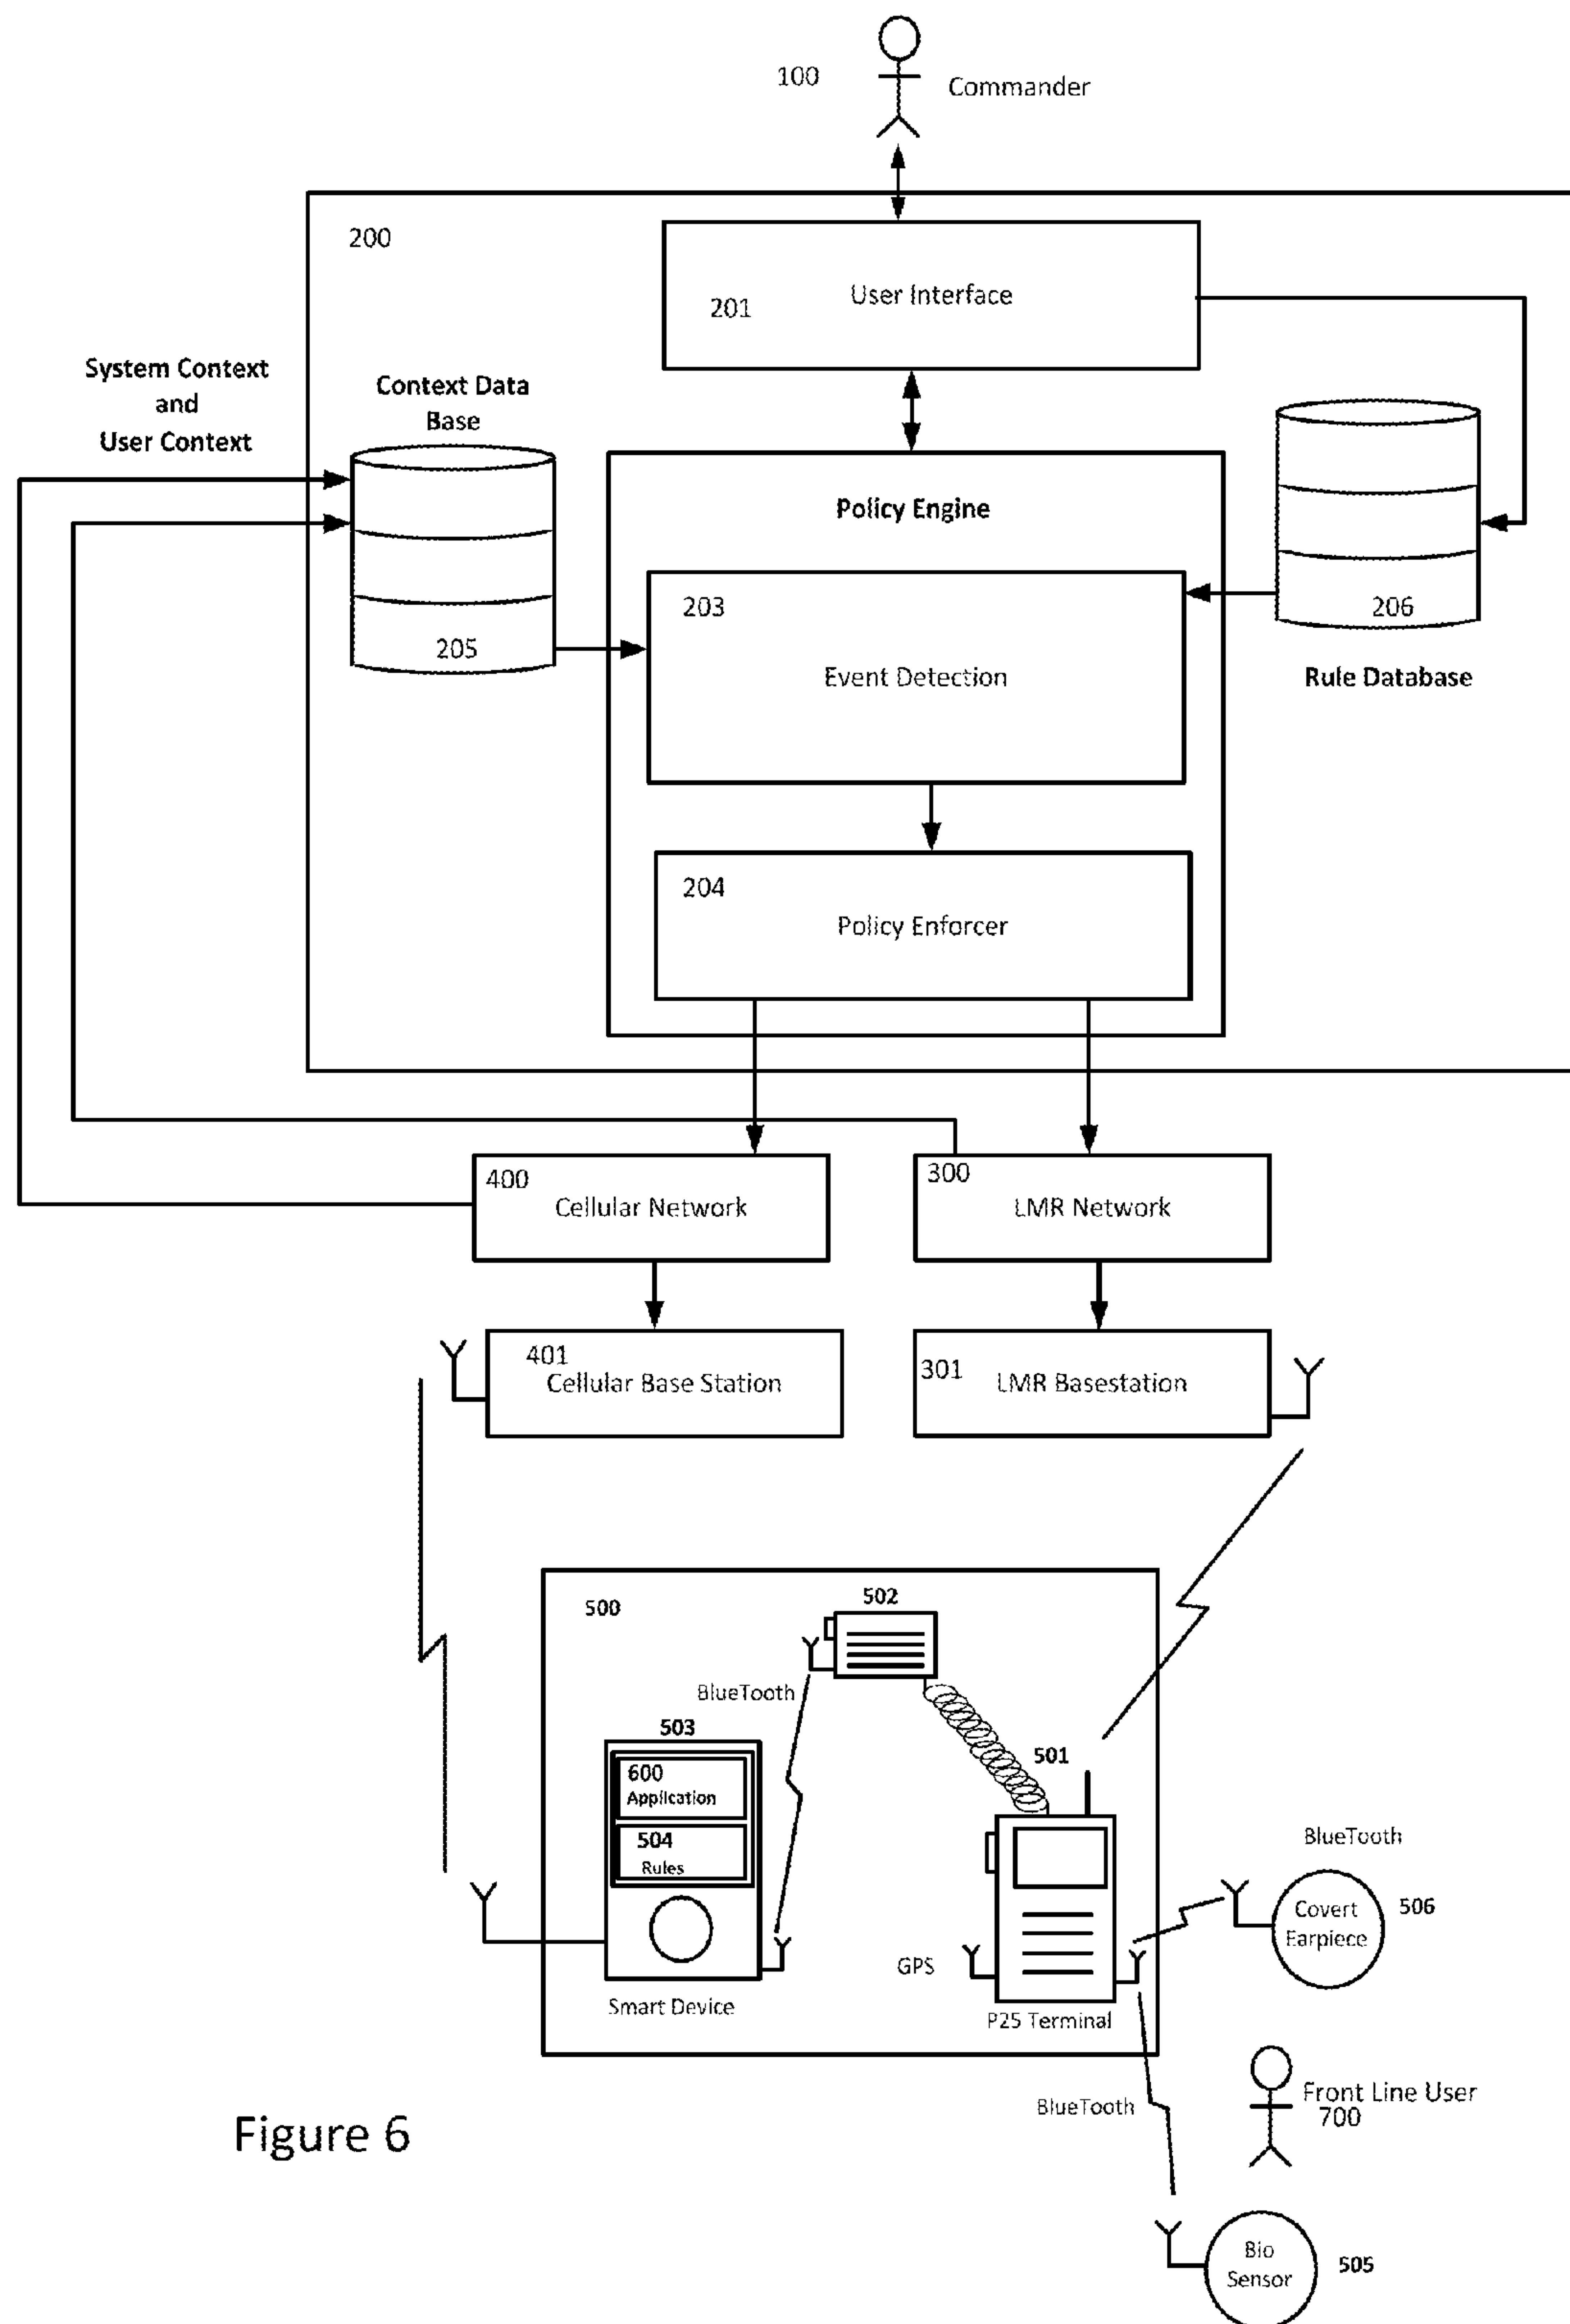 100
Commander
200
201
User Interface
System Context
and
User Context
Context Data
Base
205
Policy Engine
203
Event Detection
206
Rule Database
204
Policy Enforcer
400
Cellular Network
300
LMR Network
401
Cellular Base Station
301
LMR Basestation
500
502
BlueTooth
503
600
Application
504
Rules
Smart Device
501
GPS
P25 Terminal
BlueTooth
Covert
Earpiece
506
BlueTooth
Front Line User
700
Bio
Sensor
505
Figure 6